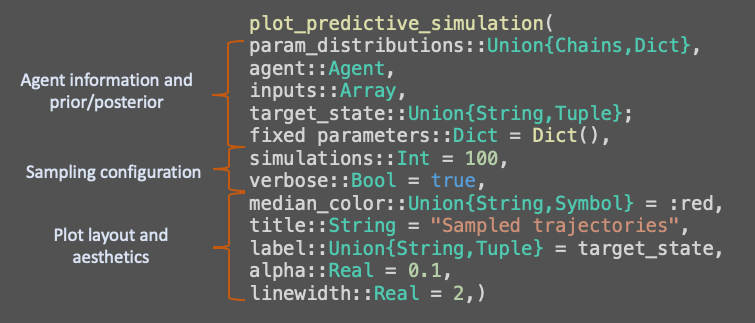 plot_predictive_simulation(
param_distributions::Union{Chains,Dict},
agent::Agent,
inputs::Array,
target_state::Union{String,Tuple};
fixed parameters::Dict = Dict(),
simulations::Int = 100,
verbose::Bool = true,
median_color::Union{String,Symbol} = :red,
title::String = "Sampled trajectories",
label::Union{String,Tuple} = target_state,
alpha::Real = 0.1,
linewidth::Real = 2,)
Agent information and
prior/posterior
Sampling configuration
Plot layout and
aesthetics